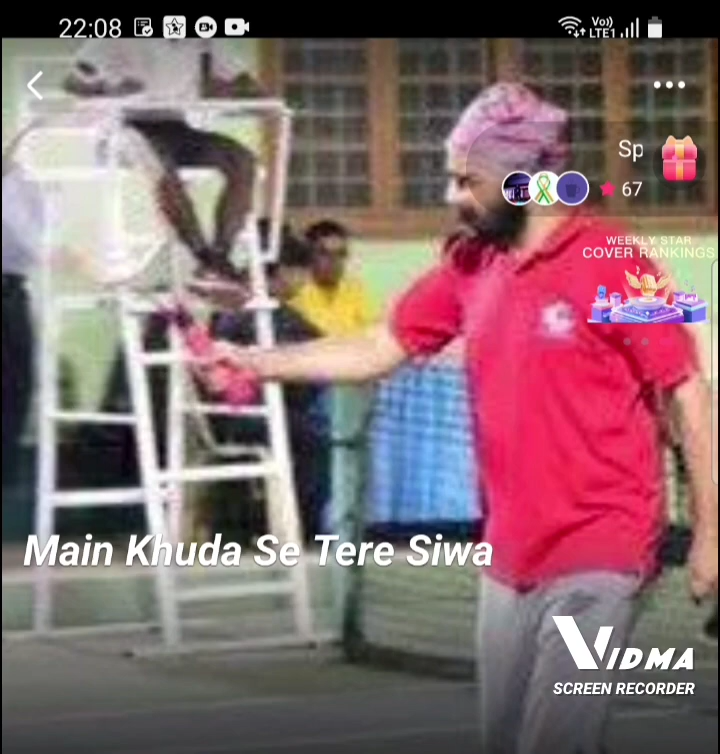 22:08
Vo))
LTE1
Sp
67
WEEKLY STAR
COVER RANKINGS
Main Khuda Se Tere Siwa
VIDMA
SCREEN RECORDER